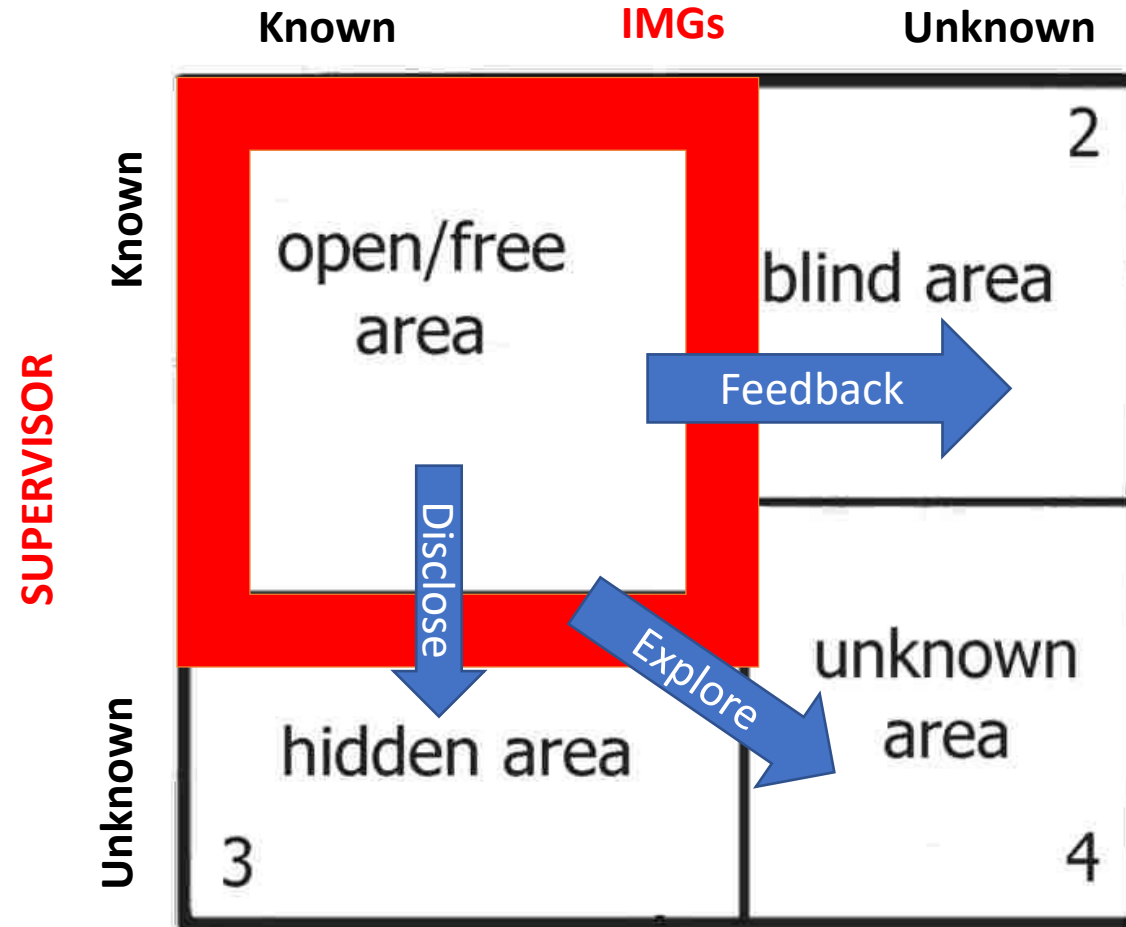 Known
IMGs
Unknown
Known
SUPERVISOR
Unknown
open/free
area
2
blind area
Feedback
Disclose
Explore
hidden area
3
unknown
area
4